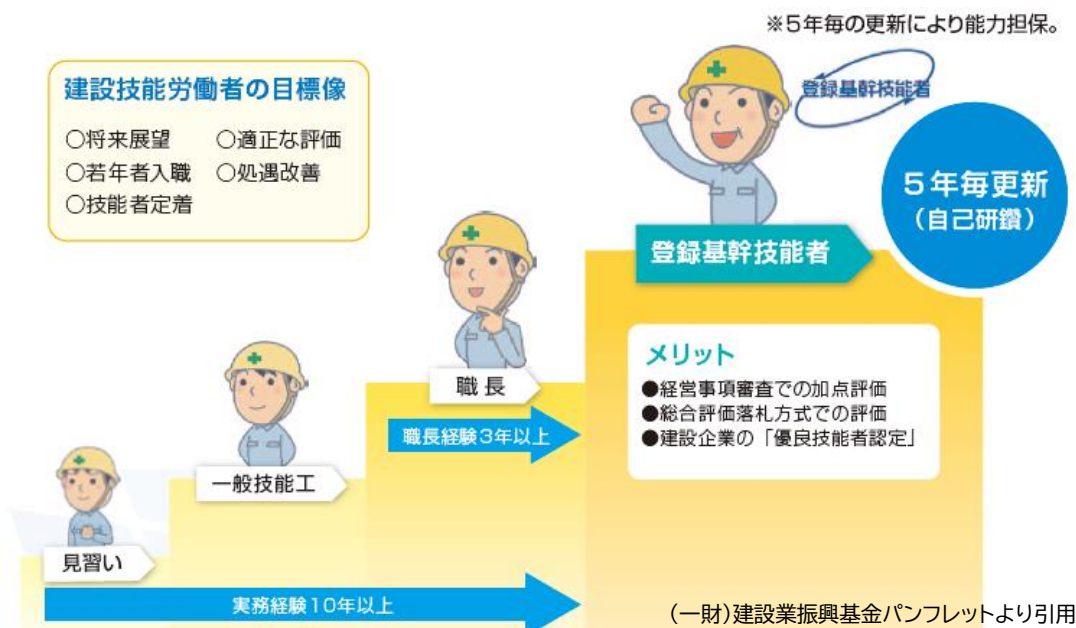 ※5年毎の更新により能力担保。
建設技能労働者の目標像
○将来展望 ○適正な評価
○若年者入職 ○処遇改善
○技能者定着
登録基幹技能者
5年毎更新
(自己研鑽)
登録基幹技能者
メリット
●経営事項審査での加点評価
●総合評価落札方式での評価
●建設企業の「優良技能者認定」
職長
職長経験3年以上
一般技能工
見習い
実務経験10年以上
(一財)建設業振興基金パンフレットより引用